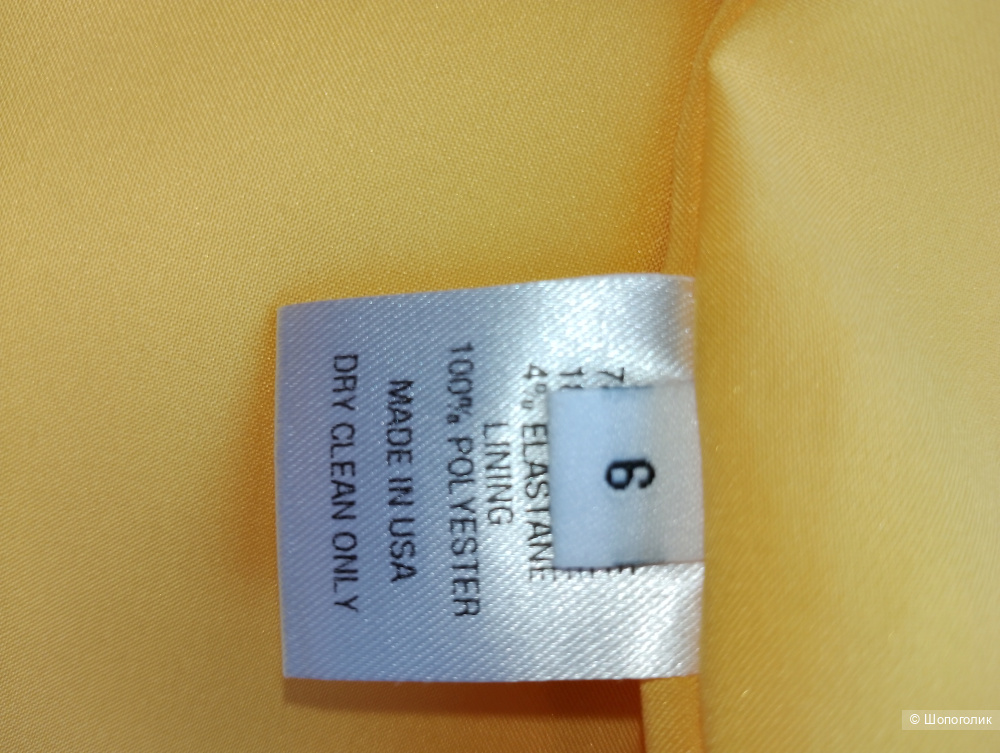 6
4% ELASTANE
LINING
100% POLYESTER
MADE IN USA
DRY CLEAN ONLY
© Шопоголик